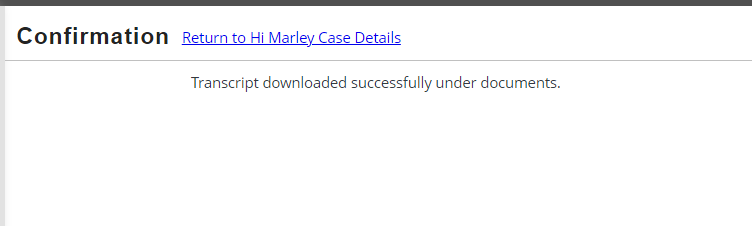 Confirmation Return to Hi Marley Case Details
Transcript downloaded successfully under documents.